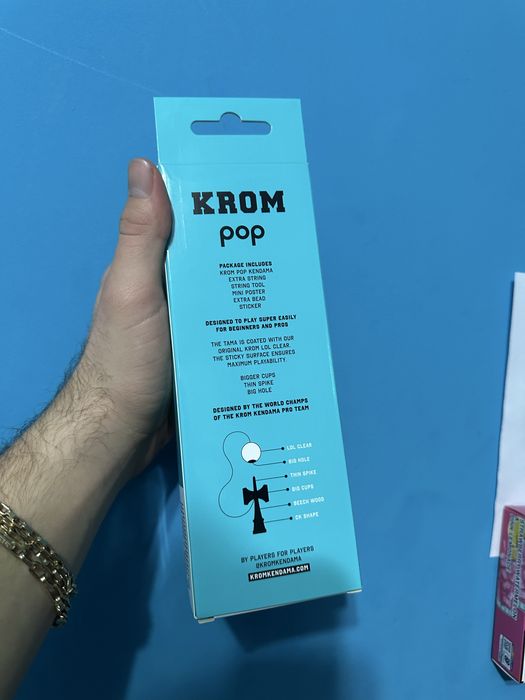 KROM
pop
PACKAGE INCLUDES
KROM POP KENDAMA
EXTRA STRING
STRING TOOL
MINI POSTER
EXTRA BEAD
STICKER
DESIGNED TO PLAY SUPER EASILY
FOR BEGINNERS AND PROS
THE TAMA IS COATED WITH OUR
ORIGINAL KROM LOL CLEAR.
THE STICKY SURFACE ENSURES
MAXIMUM PLAYABILITY.
BIGGER CUPS
THIN SPIKE
BIG HOLE
DESIGNED BY THE WORLD CHAMPS
OF THE KROM KENDAMA PRO TEAM
LOL CLEAR
BIG HOLE
THIN SPIKE
BIG CUPS
BEECH WOOD
CK SHAPE
BY PLAYERS FOR PLAYERS
@KROMKENDAMA
KROMKENDAMA.COM